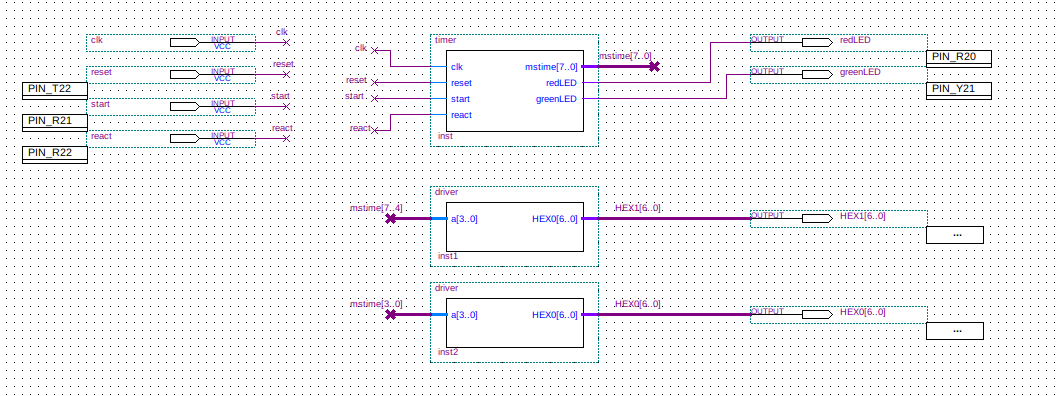 clk INPUT VCC clk
reset INPUT VCC reset
PIN_T22
start INPUT VCC start
PIN_R21
react INPUT VCC react
PIN_R22
timer
clk clk mstime[7..0] mstime[7..0]
reset reset redLED
start start greenLED
react react
inst
OUTPUT redLED
PIN_R20
OUTPUT greenLED
PIN_Y21
driver
mstime[7..4] a[3..0] HEX0[6..0] HEX1[6..0] OUTPUT HEX1[6..0]
...
inst1
driver
mstime[3..0] a[3..0] HEX0[6..0] HEX0[6..0] OUTPUT HEX0[6..0]
...
inst2